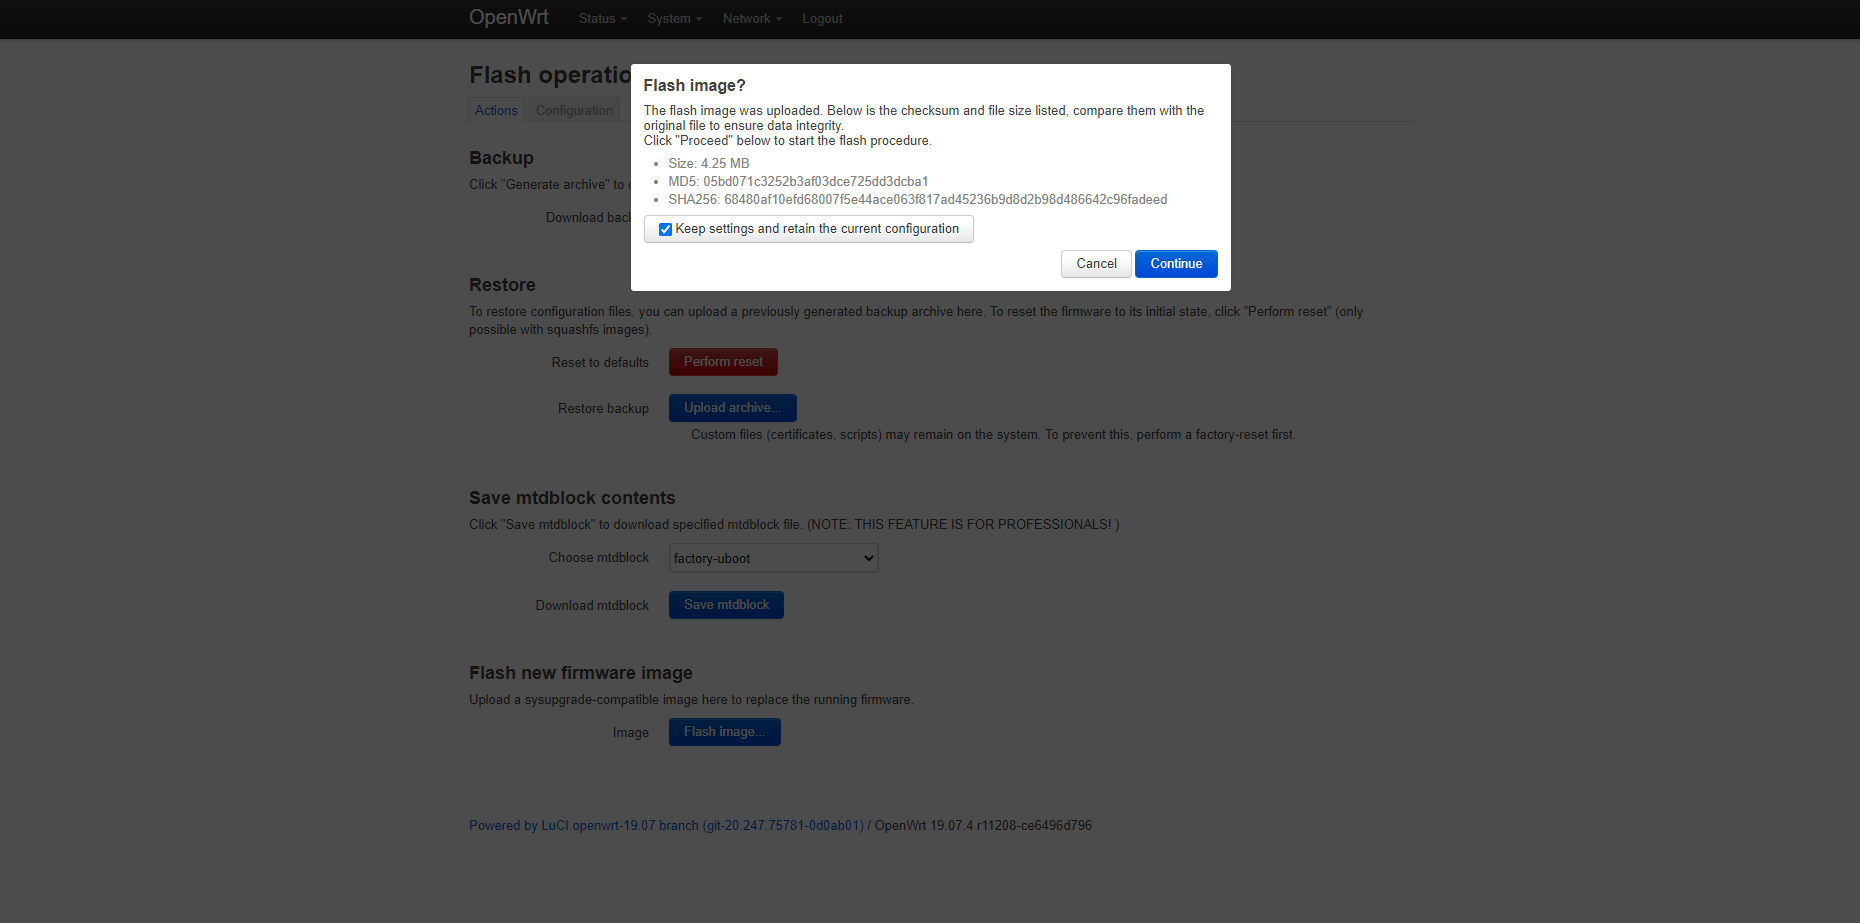 OpenWrt Status System Network Logout
Flash operatio
Actions Configuration
Flash image?
The flash image was uploaded. Below is the checksum and file size listed, compare them with the
original file to ensure data integrity.
Click "Proceed" below to start the flash procedure.
Size: 4.25 MB
MD5: 05bd071c3252b3af03dce725dd3dcba1
SHA256: 68480af10efd68007f5e44ace063f817ad45236b9d8d2b98d486642c96fadeed
Keep settings and retain the current configuration
Cancel Continue
Backup
Click "Generate archive" to
Download back
Restore
To restore configuration files, you can upload a previously generated backup archive here. To reset the firmware to its initial state, click "Perform reset" (only
possible with squashfs images).
Reset to defaults Perform reset
Restore backup Upload archive...
Custom files (certificates, scripts) may remain on the system. To prevent this, perform a factory-reset first.
Save mtdblock contents
Click "Save mtdblock" to download specified mtdblock file. (NOTE: THIS FEATURE IS FOR PROFESSIONALS! )
Choose mtdblock factory-uboot
Download mtdblock Save mtdblock
Flash new firmware image
Upload a sysupgrade-compatible image here to replace the running firmware.
Image Flash image...
Powered by LuCI openwrt-19.07 branch (git-20.247.75781-0d0ab01) / OpenWrt 19.07.4 r11208-ce6496d796